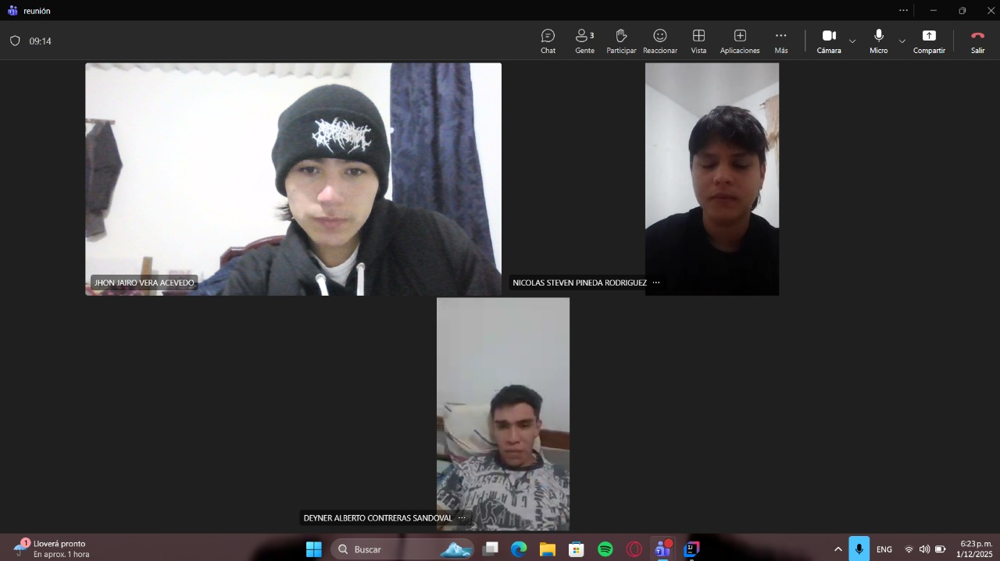 reunión
09:14
Chat
Gente
3
Participar
Reaccionar
Vista
Aplicaciones
Más
Cámara
Micro
Compartir
Salir
JHON JAIRO VERA ACEVEDO
NICOLAS STEVEN PINEDA RODRIGUEZ
DEYNER ALBERTO CONTRERAS SANDOVAL
1
Lloverá pronto
En aprox. 1 hora
Buscar
ENG
6:23 p. m.
1/12/2025